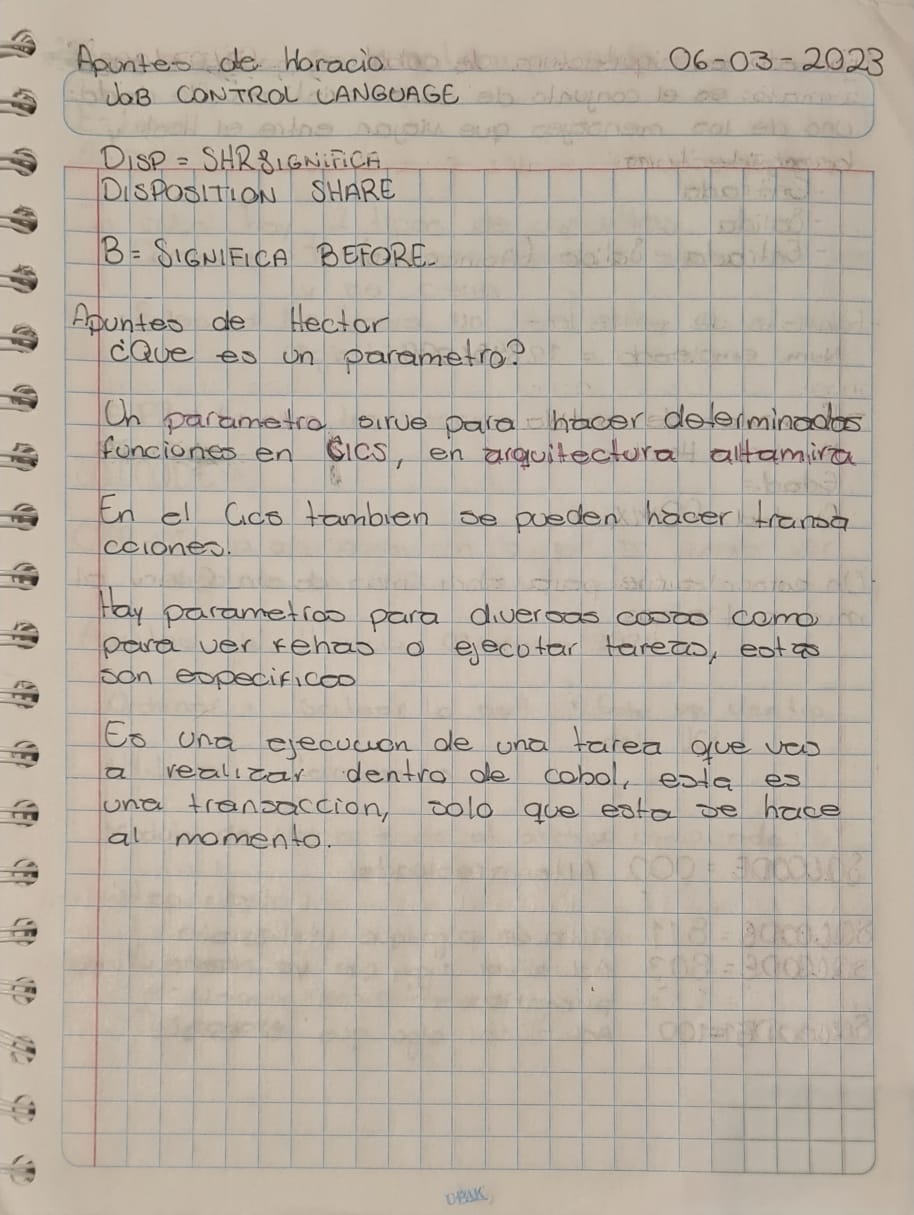 Apuntes de Horacio 06-03-2023
JOB CONTROL LANGUAGE
DISP = SHR SIGNIFICA
DISPOSITION SHARE
B = SIGNIFICA BEFORE.
Apuntes de Hector
¿Que es un parametro?
Un parametro sirve para hacer determinados
funciones en CICS, en arquitectura altamira
En el Cics tambien se pueden hacer transa
cciones.
Hay parametros para diversas cosas como
para ver fehas o ejecutar tareas, estas
son especificos
Es una ejecucion de una tarea que vas
a realizar dentro de cobol, esta es
una transaccion, solo que esta se hace
al momento.